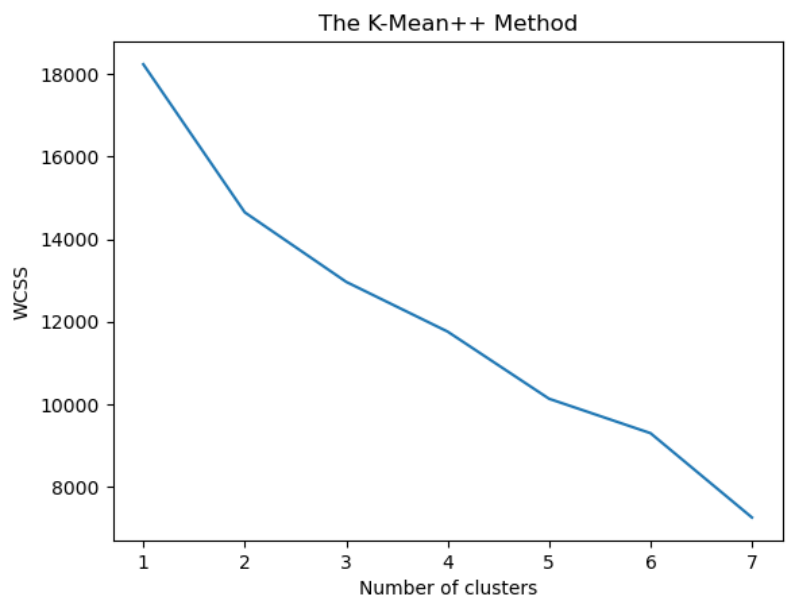 The K-Mean++ Method
18000
16000
14000
12000
10000
8000
WCSS
1 2 3 4 5 6 7
Number of clusters